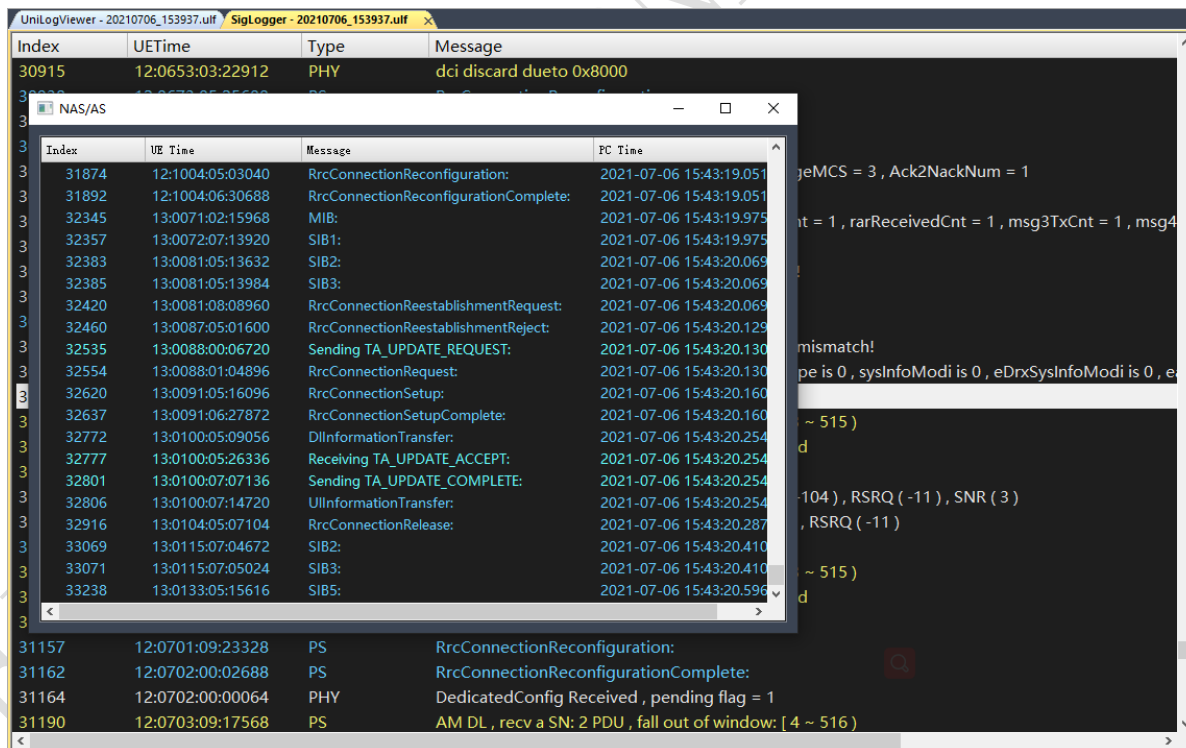 UniLogViewer - 20210706_153937.ulf SigLogger - 20210706_153937.ulf ×
Index UETime Type Message
30915 12:0653:03:22912 PHY dci discard dueto 0x8000
NAS/AS
Index UE Time Message PC Time
31874 12:1004:05:03040 RrcConnectionReconfiguration: 2021-07-06 15:43:19.051
geMCS = 3 , Ack2NackNum = 1
31892 12:1004:06:30688 RrcConnectionReconfigurationComplete: 2021-07-06 15:43:19.051
32345 13:0071:02:15968 MIB: 2021-07-06 15:43:19.975
nt = 1 , rarReceivedCnt = 1 , msg3TxCnt = 1 , msg4
32357 13:0072:07:13920 SIB1: 2021-07-06 15:43:19.975
32383 13:0081:05:13632 SIB2: 2021-07-06 15:43:20.069
!
32385 13:0081:05:13984 SIB3: 2021-07-06 15:43:20.069
32420 13:0081:08:08960 RrcConnectionReestablishmentRequest: 2021-07-06 15:43:20.069
32460 13:0087:05:01600 RrcConnectionReestablishmentReject: 2021-07-06 15:43:20.129
32535 13:0088:00:06720 Sending TA_UPDATE_REQUEST: 2021-07-06 15:43:20.130
mismatch!
32554 13:0088:01:04896 RrcConnectionRequest: 2021-07-06 15:43:20.130
pe is 0 , sysInfoModi is 0 , eDrxSysInfoModi is 0 , ea
32620 13:0091:05:16096 RrcConnectionSetup: 2021-07-06 15:43:20.160
32637 13:0091:06:27872 RrcConnectionSetupComplete: 2021-07-06 15:43:20.160
~ 515 )
32772 13:0100:05:09056 DlInformationTransfer: 2021-07-06 15:43:20.254
d
32777 13:0100:05:26336 Receiving TA_UPDATE_ACCEPT: 2021-07-06 15:43:20.254
32801 13:0100:07:07136 Sending TA_UPDATE_COMPLETE: 2021-07-06 15:43:20.254
-104 ) , RSRQ ( -11 ) , SNR ( 3 )
32806 13:0100:07:14720 UlInformationTransfer: 2021-07-06 15:43:20.254
32916 13:0104:05:07104 RrcConnectionRelease: 2021-07-06 15:43:20.287
, RSRQ ( -11 )
33069 13:0115:07:04672 SIB2: 2021-07-06 15:43:20.410
33071 13:0115:07:05024 SIB3: 2021-07-06 15:43:20.410
~ 515 )
33238 13:0133:05:15616 SIB5: 2021-07-06 15:43:20.596
d
31157 12:0701:09:23328 PS RrcConnectionReconfiguration:
31162 12:0702:00:02688 PS RrcConnectionReconfigurationComplete:
31164 12:0702:00:00064 PHY DedicatedConfig Received , pending flag = 1
31190 12:0703:09:17568 PS AM DL , recv a SN: 2 PDU , fall out of window: [ 4 ~ 516 )